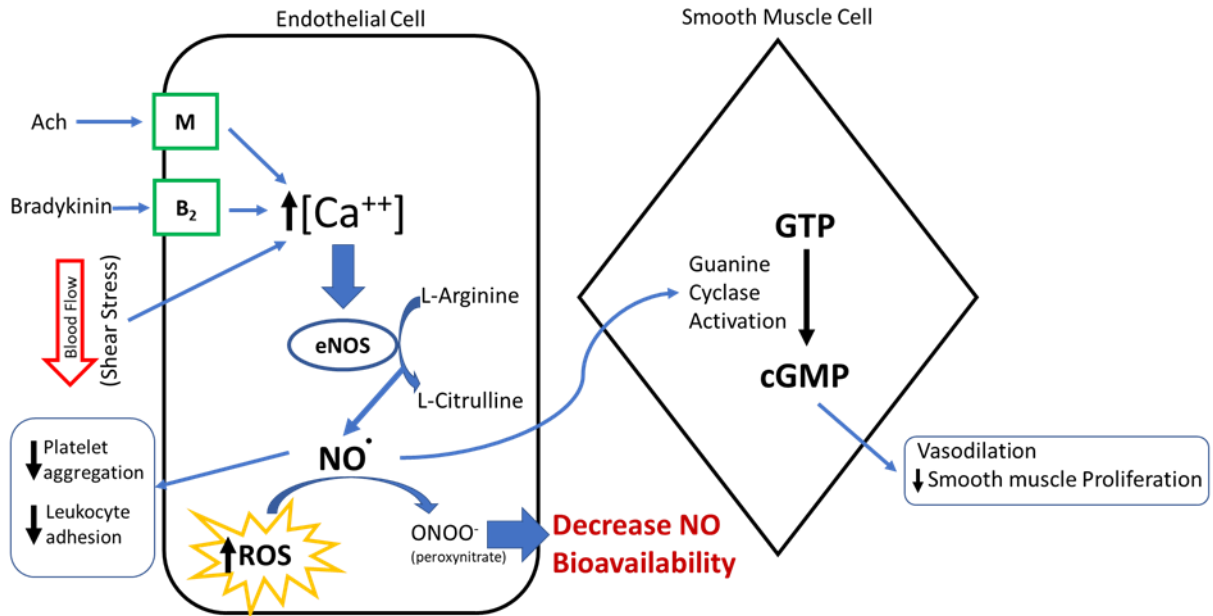 Endothelial Cell
Smooth Muscle Cell
Ach
M
Bradykinin
B₂
[Ca⁺⁺]
Blood Flow
(Shear Stress)
L-Arginine
eNOS
L-Citrulline
NO˙
Platelet
aggregation
Leukocyte
adhesion
ROS
ONOO⁻
(peroxynitrate)
Decrease NO
Bioavailability
GTP
Guanine
Cyclase
Activation
cGMP
Vasodilation
Smooth muscle Proliferation